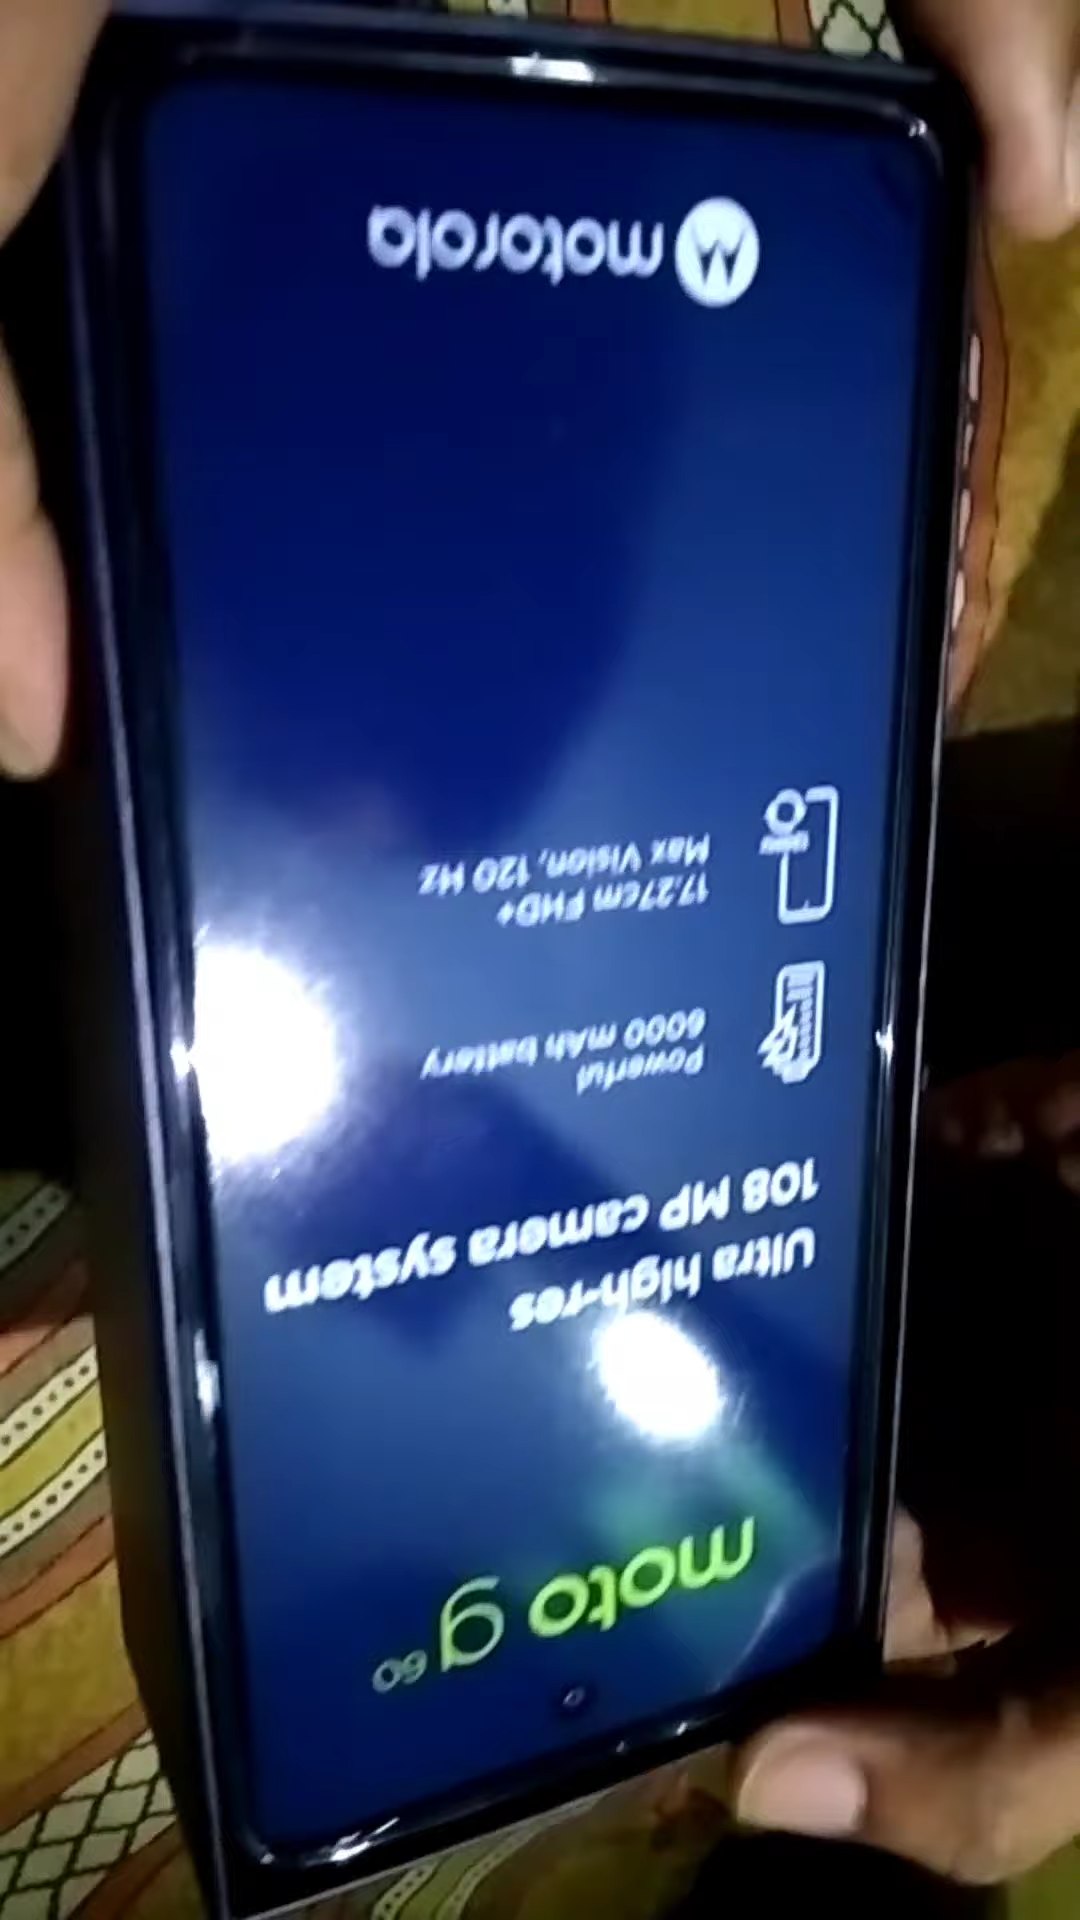 moto g⁶⁰
Ultra high-res
108 MP camera system
Powerful
6000 mAh battery
17.27cm FHD+
Max Vision, 120 Hz
motorola